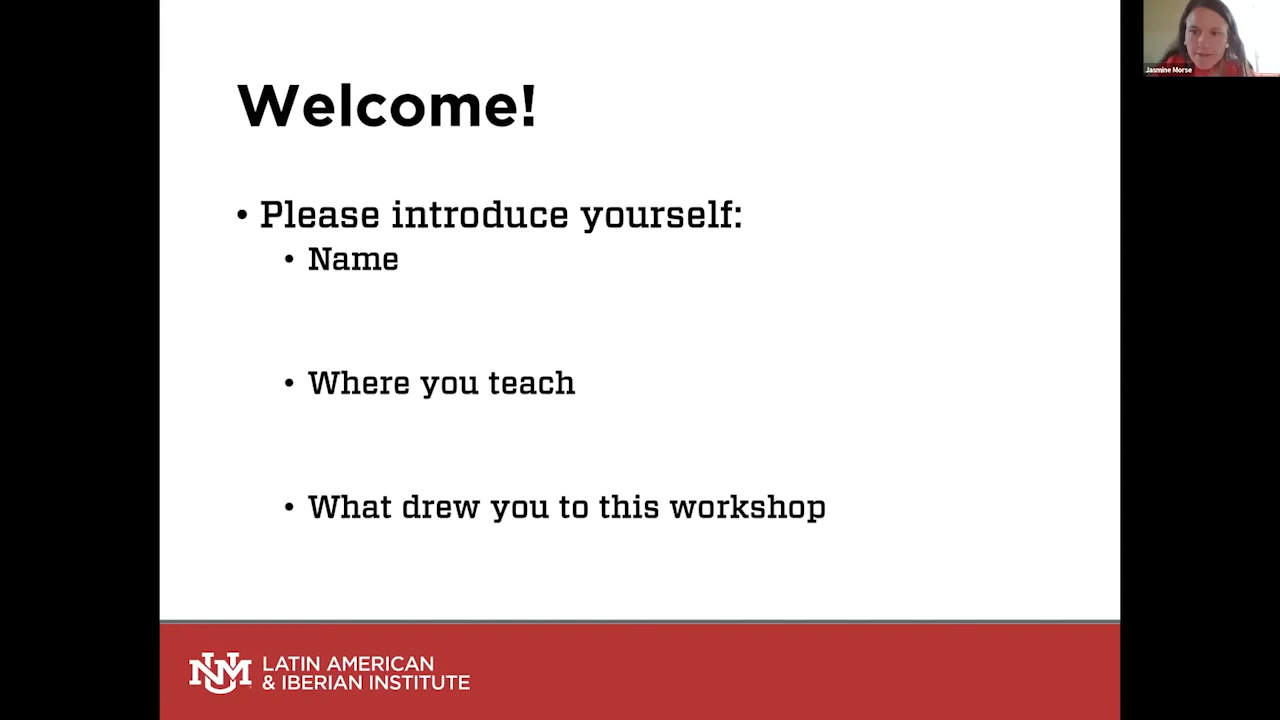 Welcome!
• Please introduce yourself:
• Name
• Where you teach
• What drew you to this workshop
UNM LATIN AMERICAN
& IBERIAN INSTITUTE
Jasmine Morse